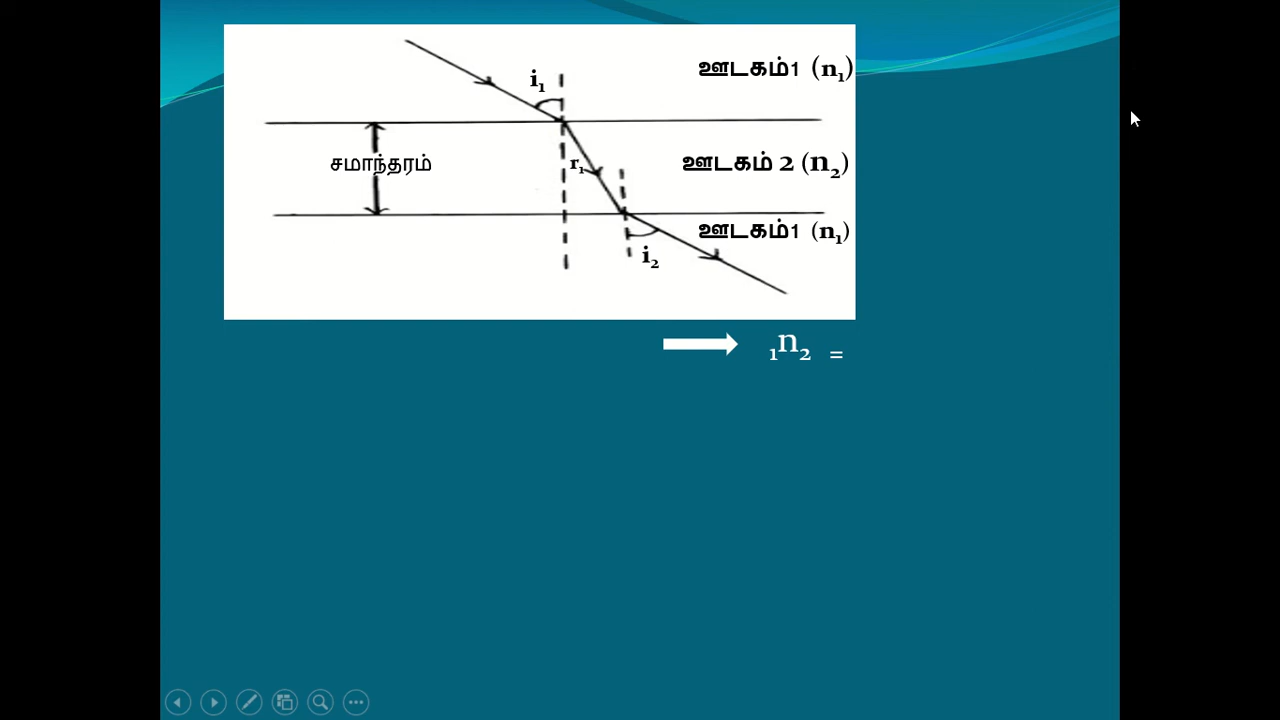 ஊடகம்1 (n₁)
i₁
சமாந்தரம்
r₁
ஊடகம் 2 (n₂)
ஊடகம்1 (n₁)
i₂
₁n₂ =